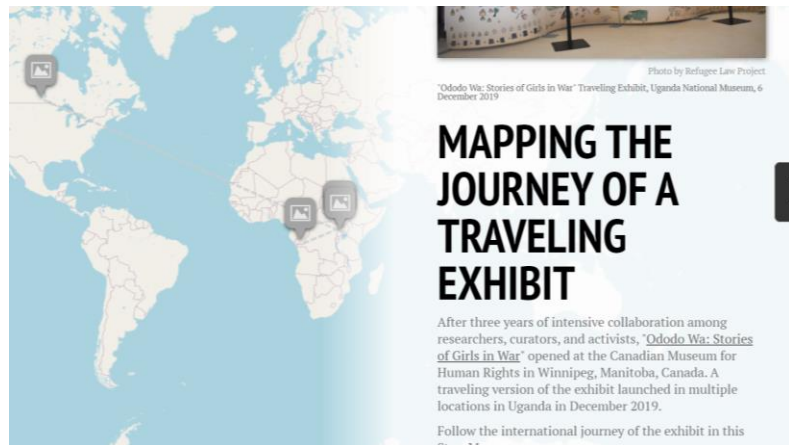 Photo by Refugee Law Project
"Ododo Wa: Stories of Girls in War" Traveling Exhibit, Uganda National Museum, 6
December 2019
MAPPING THE
JOURNEY OF A
TRAVELING
EXHIBIT
After three years of intensive collaboration among
researchers, curators, and activists, "Ododo Wa: Stories
of Girls in War" opened at the Canadian Museum for
Human Rights in Winnipeg, Manitoba, Canada. A
traveling version of the exhibit launched in multiple
locations in Uganda in December 2019.
Follow the international journey of the exhibit in this